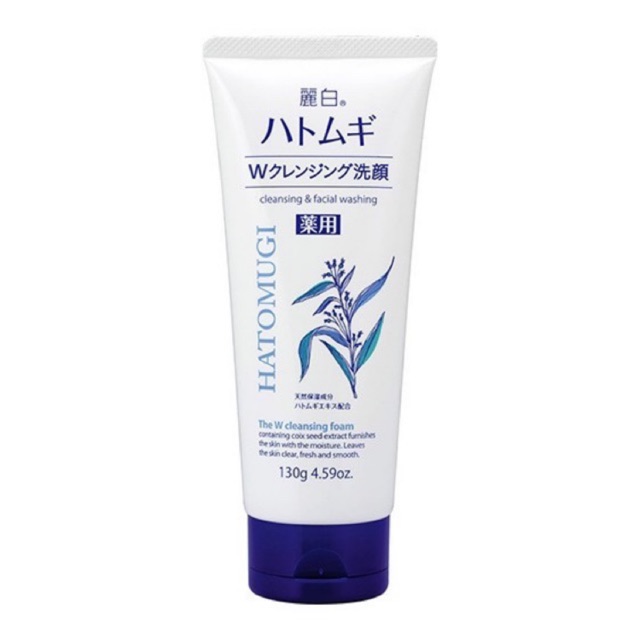 麗白®
ハトムギ
Wクレンジング洗顔
cleansing & facial washing
薬用
HATOMUGI
天然保湿成分
ハトムギエキス配合
The W cleansing foam
containing coix seed extract furnishes
the skin with the moisture. Leaves
the skin clear, fresh and smooth.
130g 4.59oz.